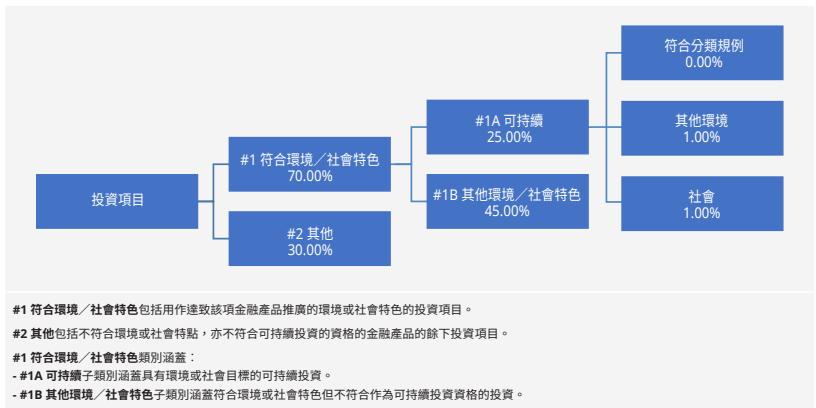 投資項目
#1 符合環境／社會特色
70.00%
#2 其他
30.00%
#1A 可持續
25.00%
#1B 其他環境／社會特色
45.00%
符合分類規例
0.00%
其他環境
1.00%
社會
1.00%
#1 符合環境／社會特色包括用作達致該項金融產品推廣的環境或社會特色的投資項目。
#2 其他包括不符合環境或社會特點，亦不符合可持續投資的資格的金融產品的餘下投資項目。
#1 符合環境／社會特色類別涵蓋：
- #1A 可持續子類別涵蓋具有環境或社會目標的可持續投資。
- #1B 其他環境／社會特色子類別涵蓋符合環境或社會特色但不符合作為可持續投資資格的投資。